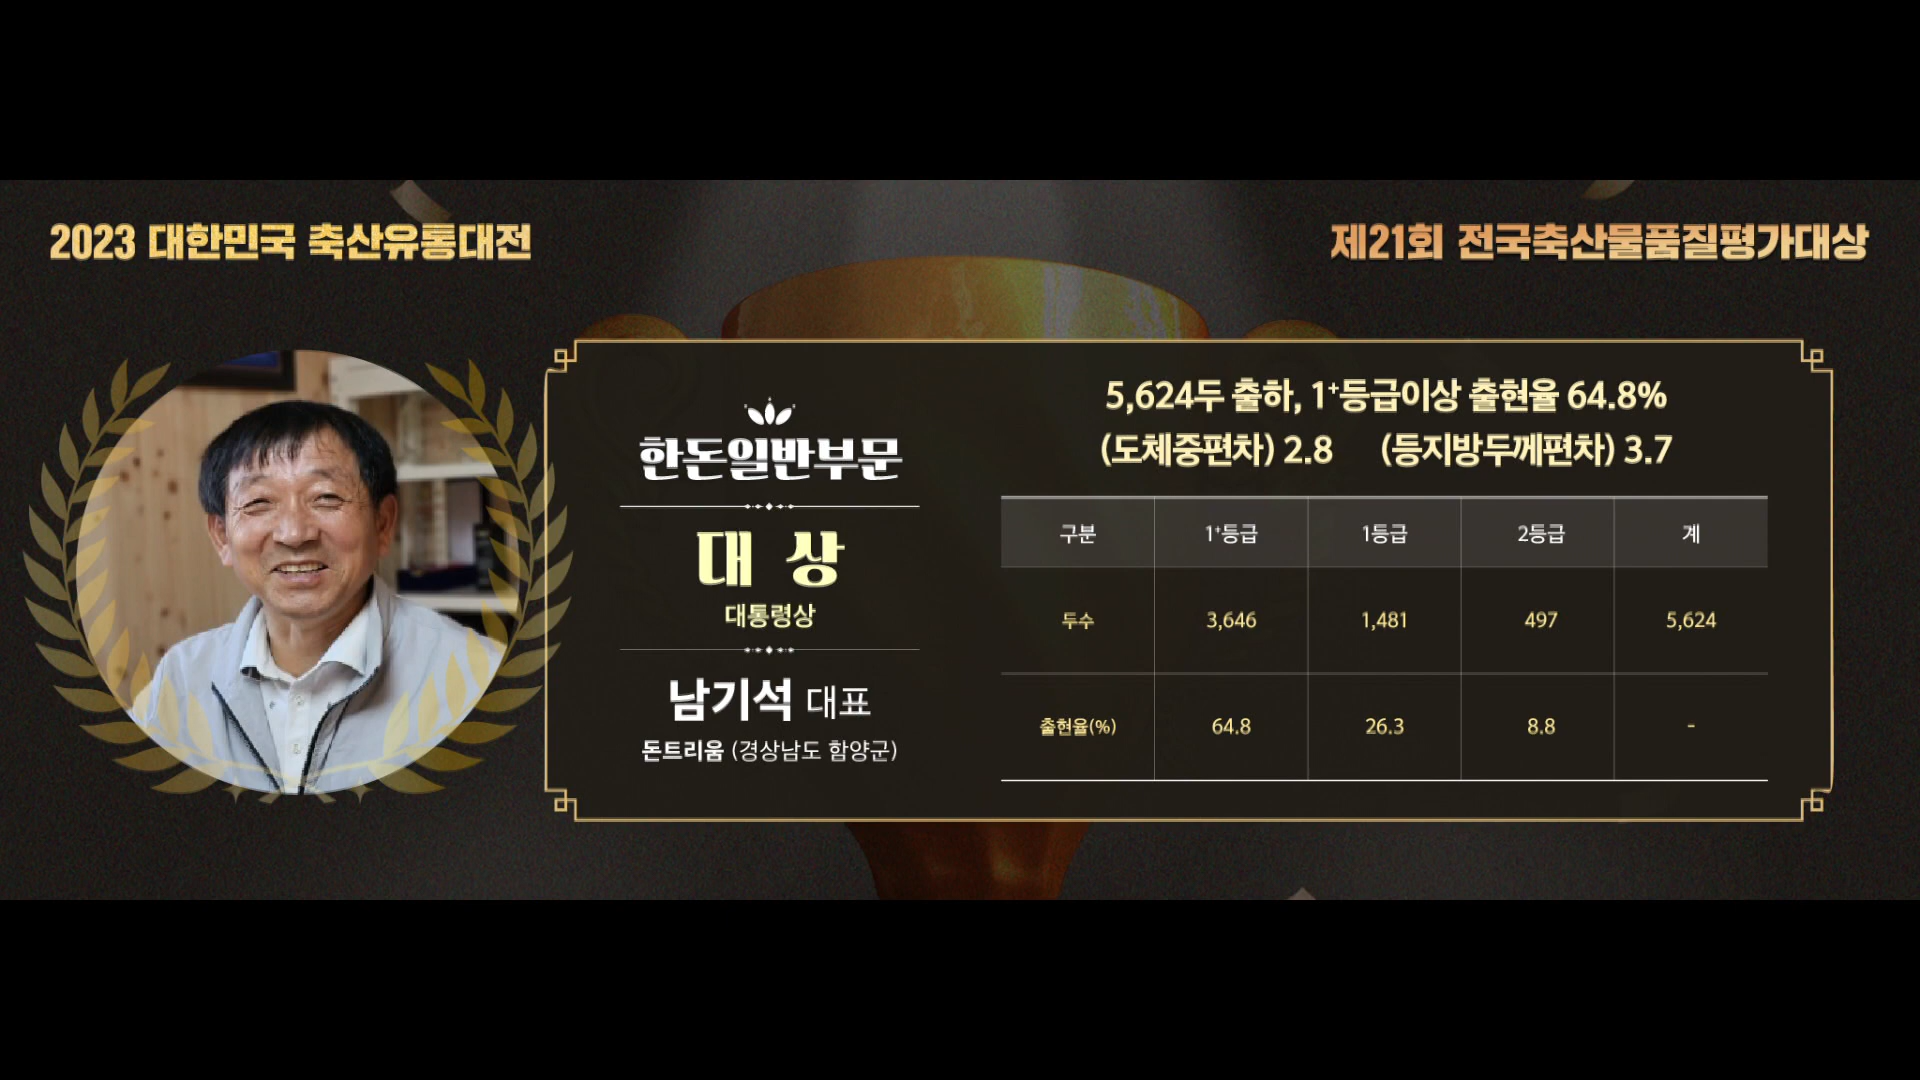 2023 대한민국 축산유통대전
제21회 전국축산물품질평가대상
한돈일반부문
대 상
대통령상
남기석 대표
돈트리움 (경상남도 함양군)
5,624두 출하, 1⁺등급이상 출현율 64.8%
(도체중편차) 2.8 (등지방두께편차) 3.7
구분 1⁺등급 1등급 2등급 계
두수 3,646 1,481 497 5,624
출현율(%) 64.8 26.3 8.8 -